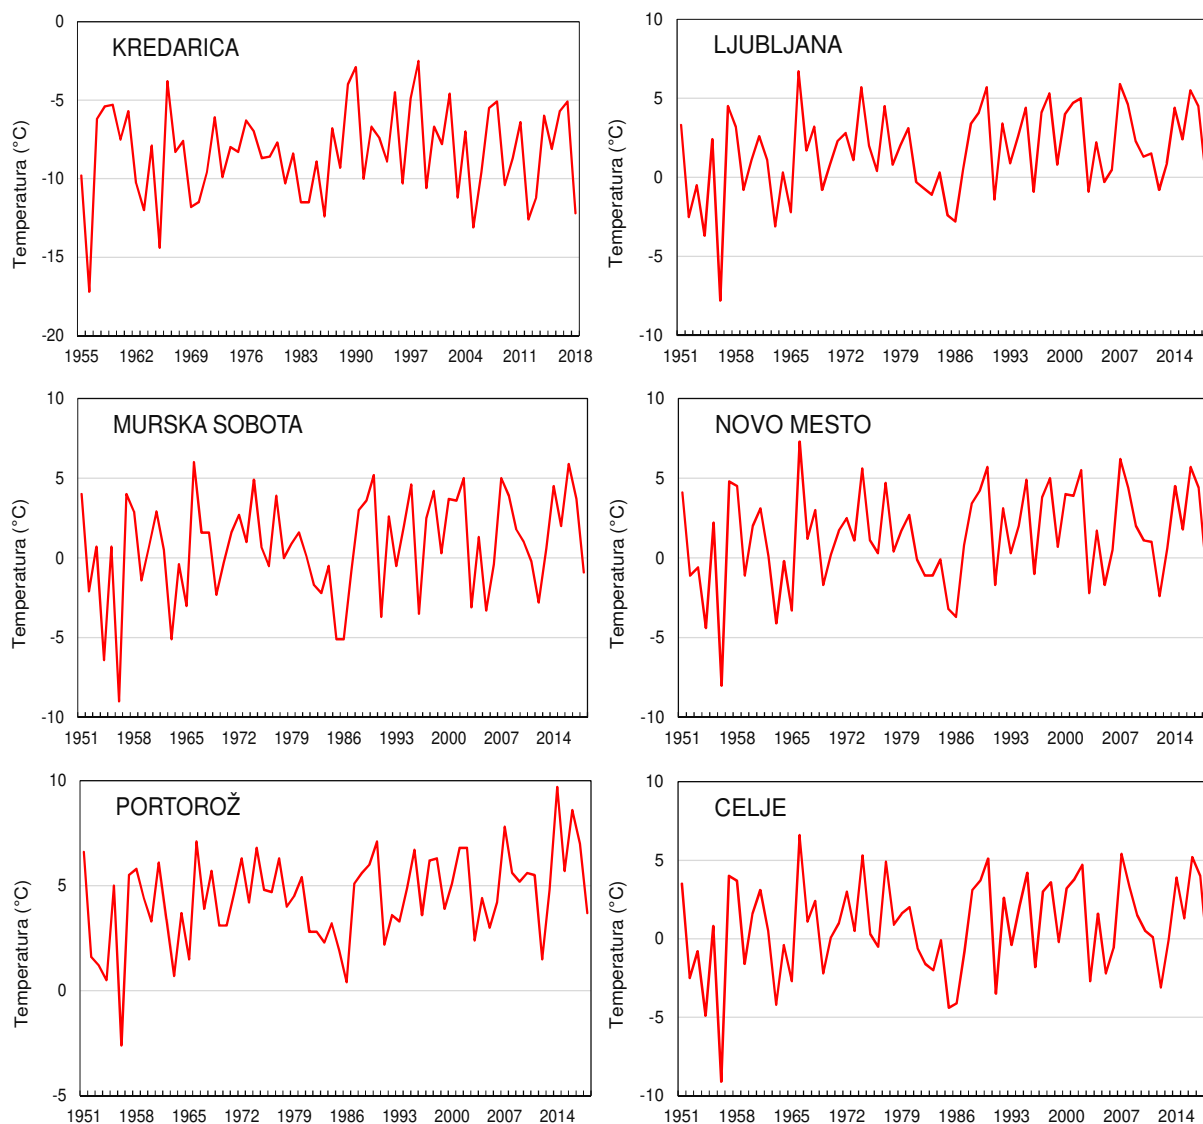 KREDARICA
Temperatura (°C)
0
-5
-10
-15
-20
1955 1962 1969 1976 1983 1990 1997 2004 2011 2018
LJUBLJANA
Temperatura (°C)
10
5
0
-5
-10
1951 1958 1965 1972 1979 1986 1993 2000 2007 2014
MURSKA SOBOTA
Temperatura (°C)
10
5
0
-5
-10
1951 1958 1965 1972 1979 1986 1993 2000 2007 2014
NOVO MESTO
Temperatura (°C)
10
5
0
-5
-10
1951 1958 1965 1972 1979 1986 1993 2000 2007 2014
PORTOROŽ
Temperatura (°C)
10
5
0
-5
1951 1958 1965 1972 1979 1986 1993 2000 2007 2014
CELJE
Temperatura (°C)
10
5
0
-5
-10
1951 1958 1965 1972 1979 1986 1993 2000 2007 2014